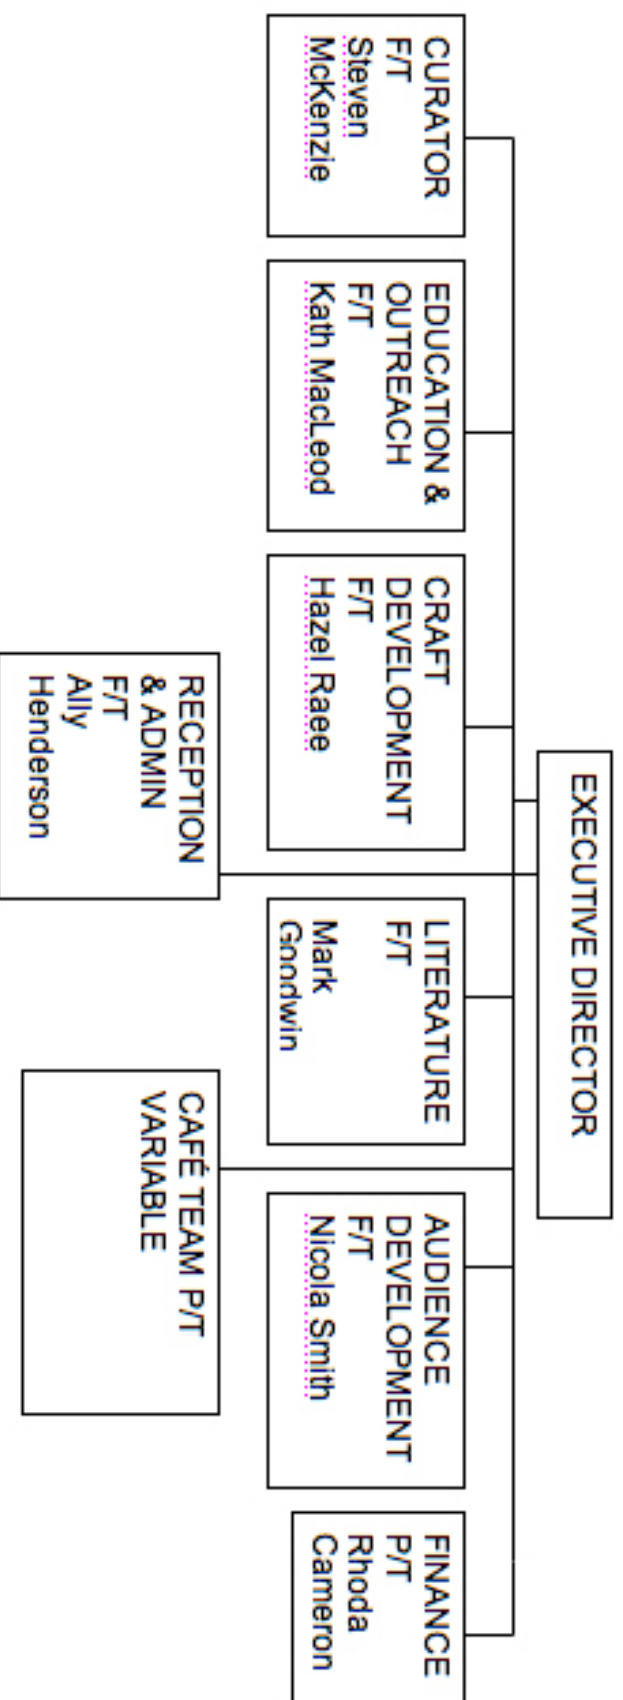 EXECUTIVE DIRECTOR
CURATOR
F/T
Steven
McKenzie
EDUCATION &
OUTREACH
F/T
Kath MacLeod
CRAFT
DEVELOPMENT
F/T
Hazel Raee
LITERATURE
F/T
Mark
Goodwin
AUDIENCE
DEVELOPMENT
F/T
Nicola Smith
FINANCE
P/T
Rhoda
Cameron
RECEPTION
& ADMIN
F/T
Ally
Henderson
CAFÉ TEAM P/T
VARIABLE